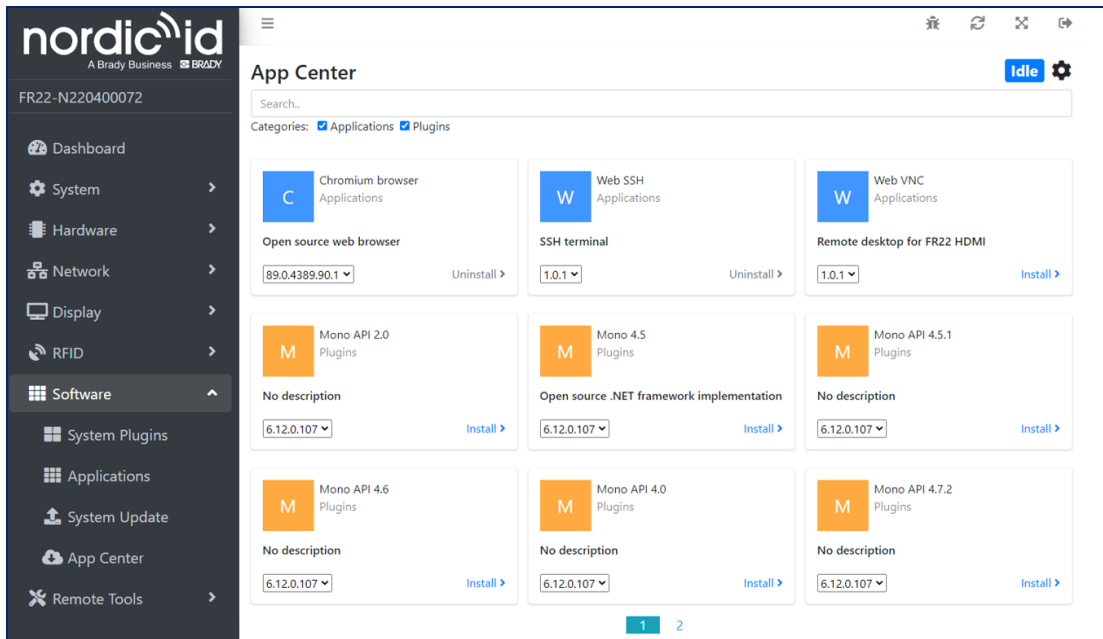 nordic id
A Brady Business BRADY
FR22-N220400072
Dashboard
System
Hardware
Network
Display
RFID
Software
System Plugins
Applications
System Update
App Center
Remote Tools
App Center
Idle
Search..
Categories: Applications Plugins
C
Chromium browser
Applications
Open source web browser
89.0.4389.90.1
Uninstall
W
Web SSH
Applications
SSH terminal
1.0.1
Uninstall
W
Web VNC
Applications
Remote desktop for FR22 HDMI
1.0.1
Install
M
Mono API 2.0
Plugins
No description
6.12.0.107
Install
M
Mono 4.5
Plugins
Open source .NET framework implementation
6.12.0.107
Install
M
Mono API 4.5.1
Plugins
No description
6.12.0.107
Install
M
Mono API 4.6
Plugins
No description
6.12.0.107
Install
M
Mono API 4.0
Plugins
No description
6.12.0.107
Install
M
Mono API 4.7.2
Plugins
No description
6.12.0.107
Install
1 2